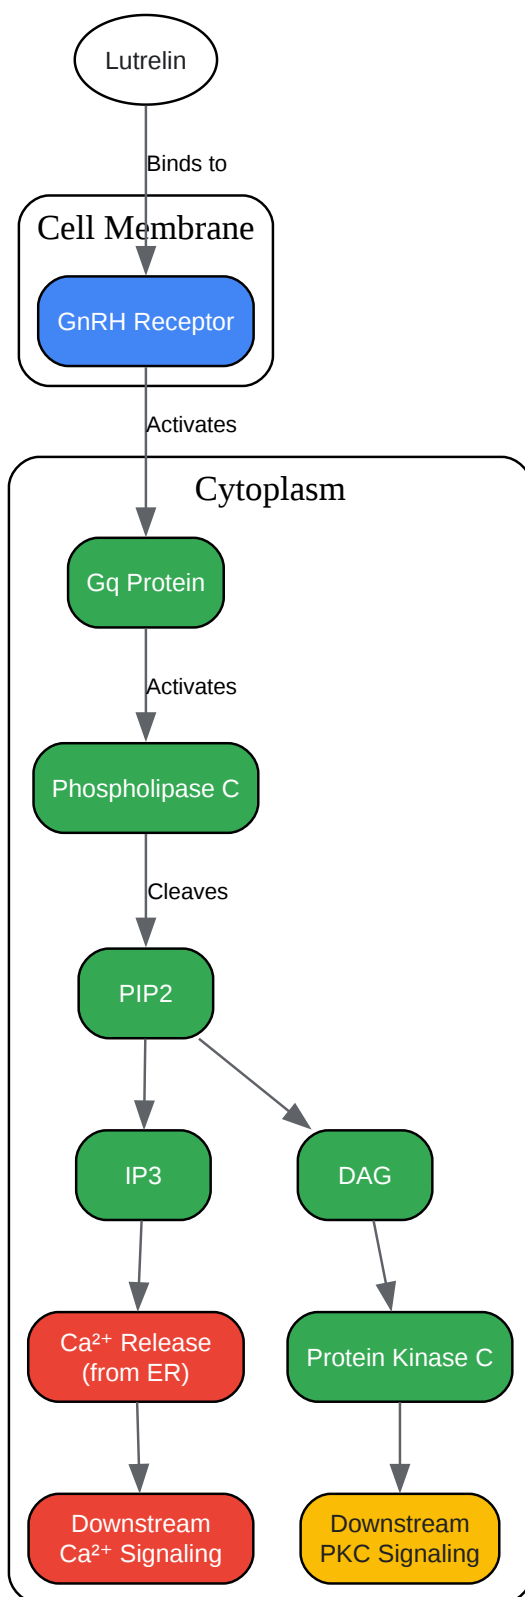 Lutrelin
Binds to
Cell Membrane
GnRH Receptor
Activates
Cytoplasm
Gq Protein
Activates
Phospholipase C
Cleaves
PIP2
IP3
DAG
Ca²⁺ Release
(from ER)
Protein Kinase C
Downstream
Ca²⁺ Signaling
Downstream
PKC Signaling